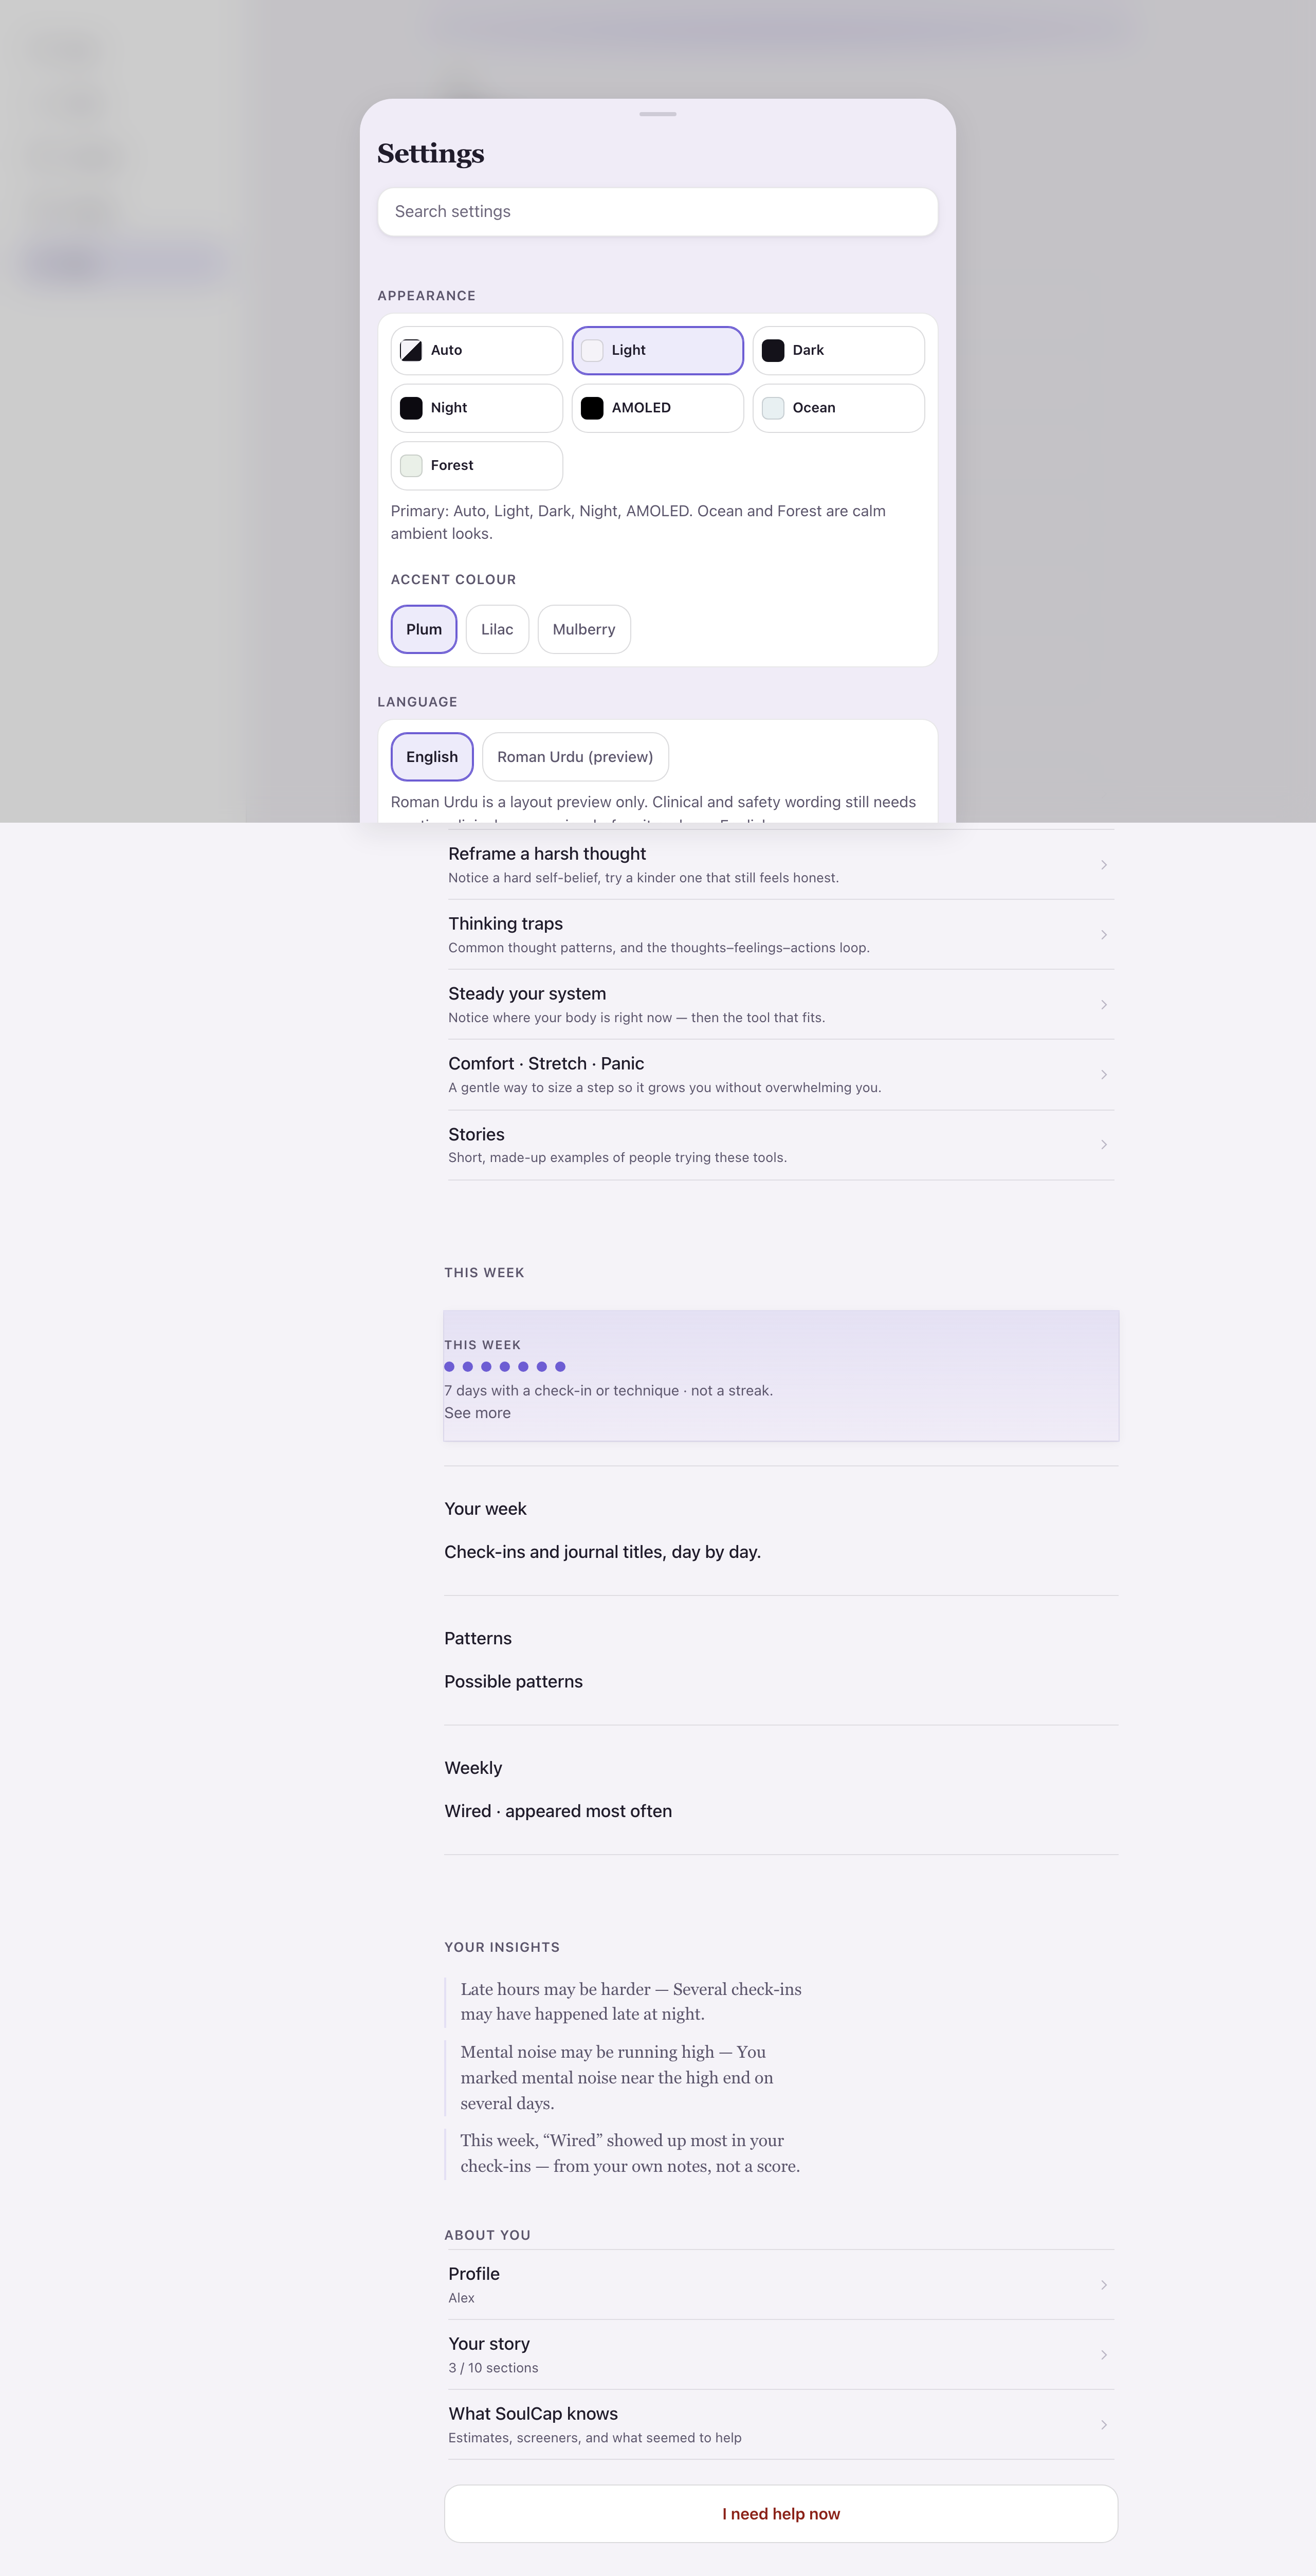 Settings
Search settings
APPEARANCE
Auto
Light
Dark
Night
AMOLED
Ocean
Forest
Primary: Auto, Light, Dark, Night, AMOLED. Ocean and Forest are calm
ambient looks.
ACCENT COLOUR
Plum
Lilac
Mulberry
LANGUAGE
English
Roman Urdu (preview)
Roman Urdu is a layout preview only. Clinical and safety wording still needs
Reframe a harsh thought
Notice a hard self-belief, try a kinder one that still feels honest.
Thinking traps
Common thought patterns, and the thoughts–feelings–actions loop.
Steady your system
Notice where your body is right now — then the tool that fits.
Comfort · Stretch · Panic
A gentle way to size a step so it grows you without overwhelming you.
Stories
Short, made-up examples of people trying these tools.
THIS WEEK
THIS WEEK
7 days with a check-in or technique · not a streak.
See more
Your week
Check-ins and journal titles, day by day.
Patterns
Possible patterns
Weekly
Wired · appeared most often
YOUR INSIGHTS
Late hours may be harder — Several check-ins
may have happened late at night.
Mental noise may be running high — You
marked mental noise near the high end on
several days.
This week, “Wired” showed up most in your
check-ins — from your own notes, not a score.
ABOUT YOU
Profile
Alex
Your story
3 / 10 sections
What SoulCap knows
Estimates, screeners, and what seemed to help
I need help now